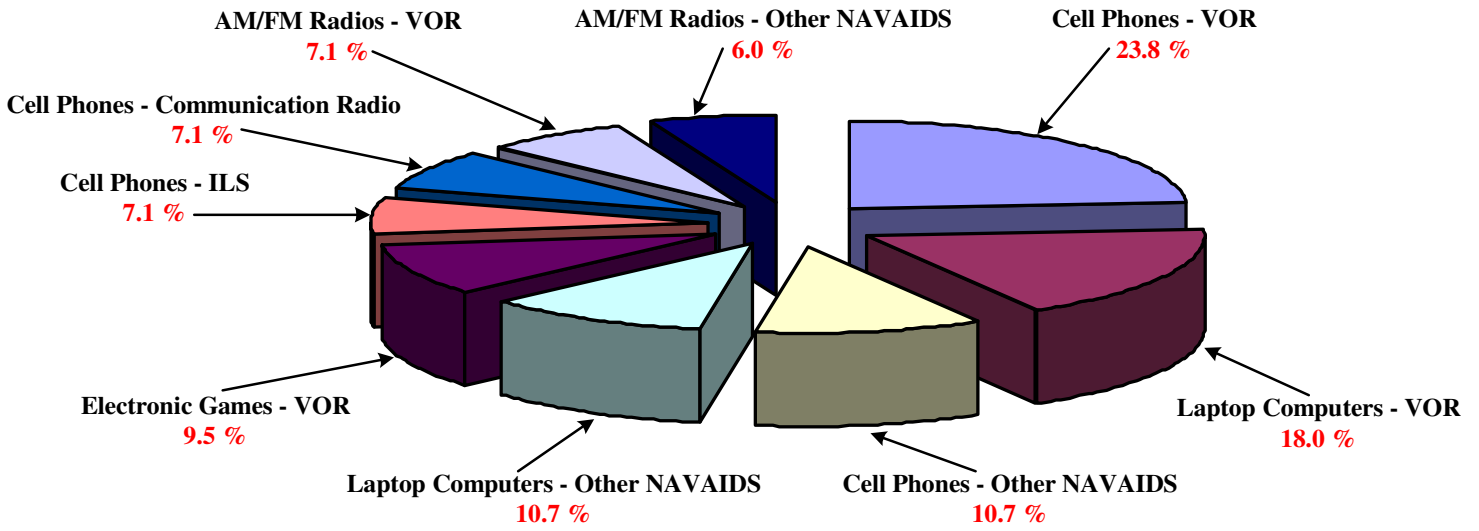 AM/FM Radios - VOR
7.1 %
AM/FM Radios - Other NAVAIDS
6.0 %
Cell Phones - VOR
23.8 %
Cell Phones - Communication Radio
7.1 %
Cell Phones - ILS
7.1 %
Electronic Games - VOR
9.5 %
Laptop Computers - VOR
18.0 %
Laptop Computers - Other NAVAIDS
10.7 %
Cell Phones - Other NAVAIDS
10.7 %